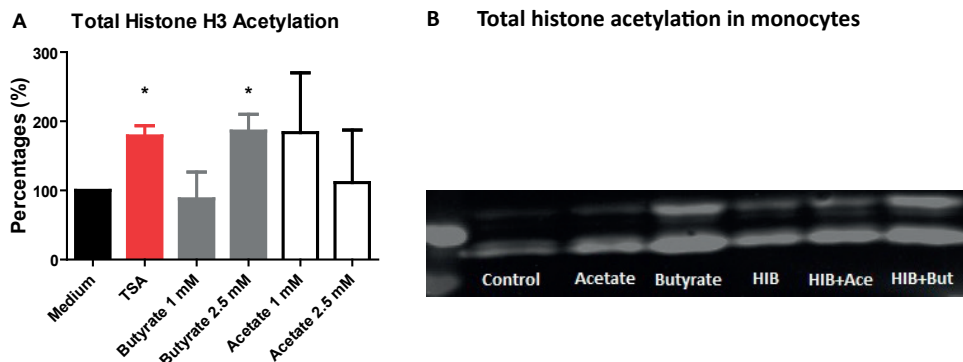 A Total Histone H3 Acetylation
Percentages (%)
300
200
100
0
*
*
Medium
TSA
Butyrate 1 mM
Butyrate 2.5 mM
Acetate 1 mM
Acetate 2.5 mM
B Total histone acetylation in monocytes
Control Acetate Butyrate HIB HIB+Ace HIB+But